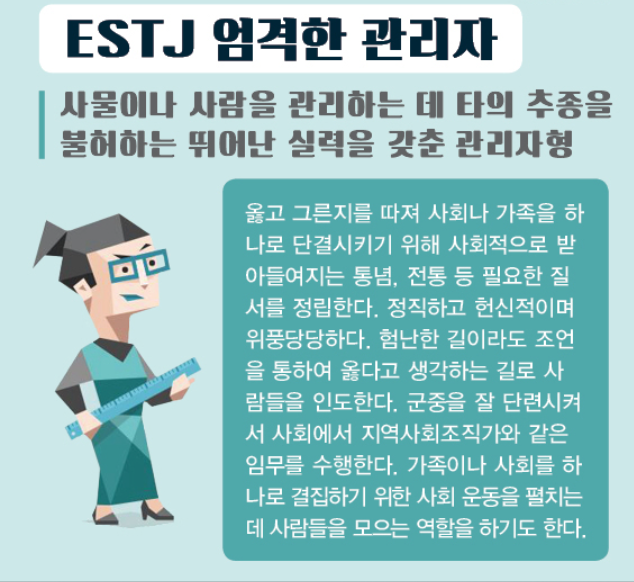 ESTJ 엄격한 관리자
사물이나 사람을 관리하는 데 타의 추종을
불허하는 뛰어난 실력을 갖춘 관리자형
옳고 그른지를 따져 사회나 가족을 하
나로 단결시키기 위해 사회적으로 받
아들여지는 통념, 전통 등 필요한 질
서를 정립한다. 정직하고 헌신적이며
위풍당당하다. 험난한 길이라도 조언
을 통하여 옳다고 생각하는 길로 사
람들을 인도한다. 군중을 잘 단련시켜
서 사회에서 지역사회조직가와 같은
임무를 수행한다. 가족이나 사회를 하
나로 결집하기 위한 사회 운동을 펼치는
데 사람들을 모으는 역할을 하기도 한다.